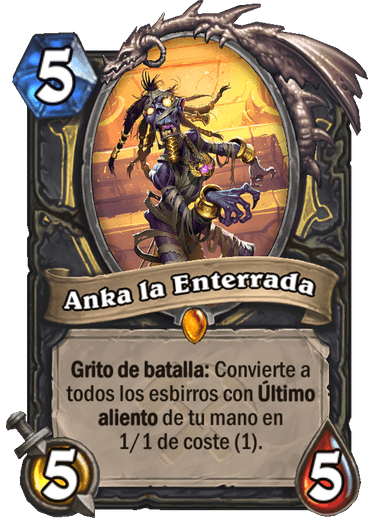 5
Anka la Enterrada
Grito de batalla: Convierte a
todos los esbirros con Último
aliento de tu mano en
1/1 de coste (1).
5
5